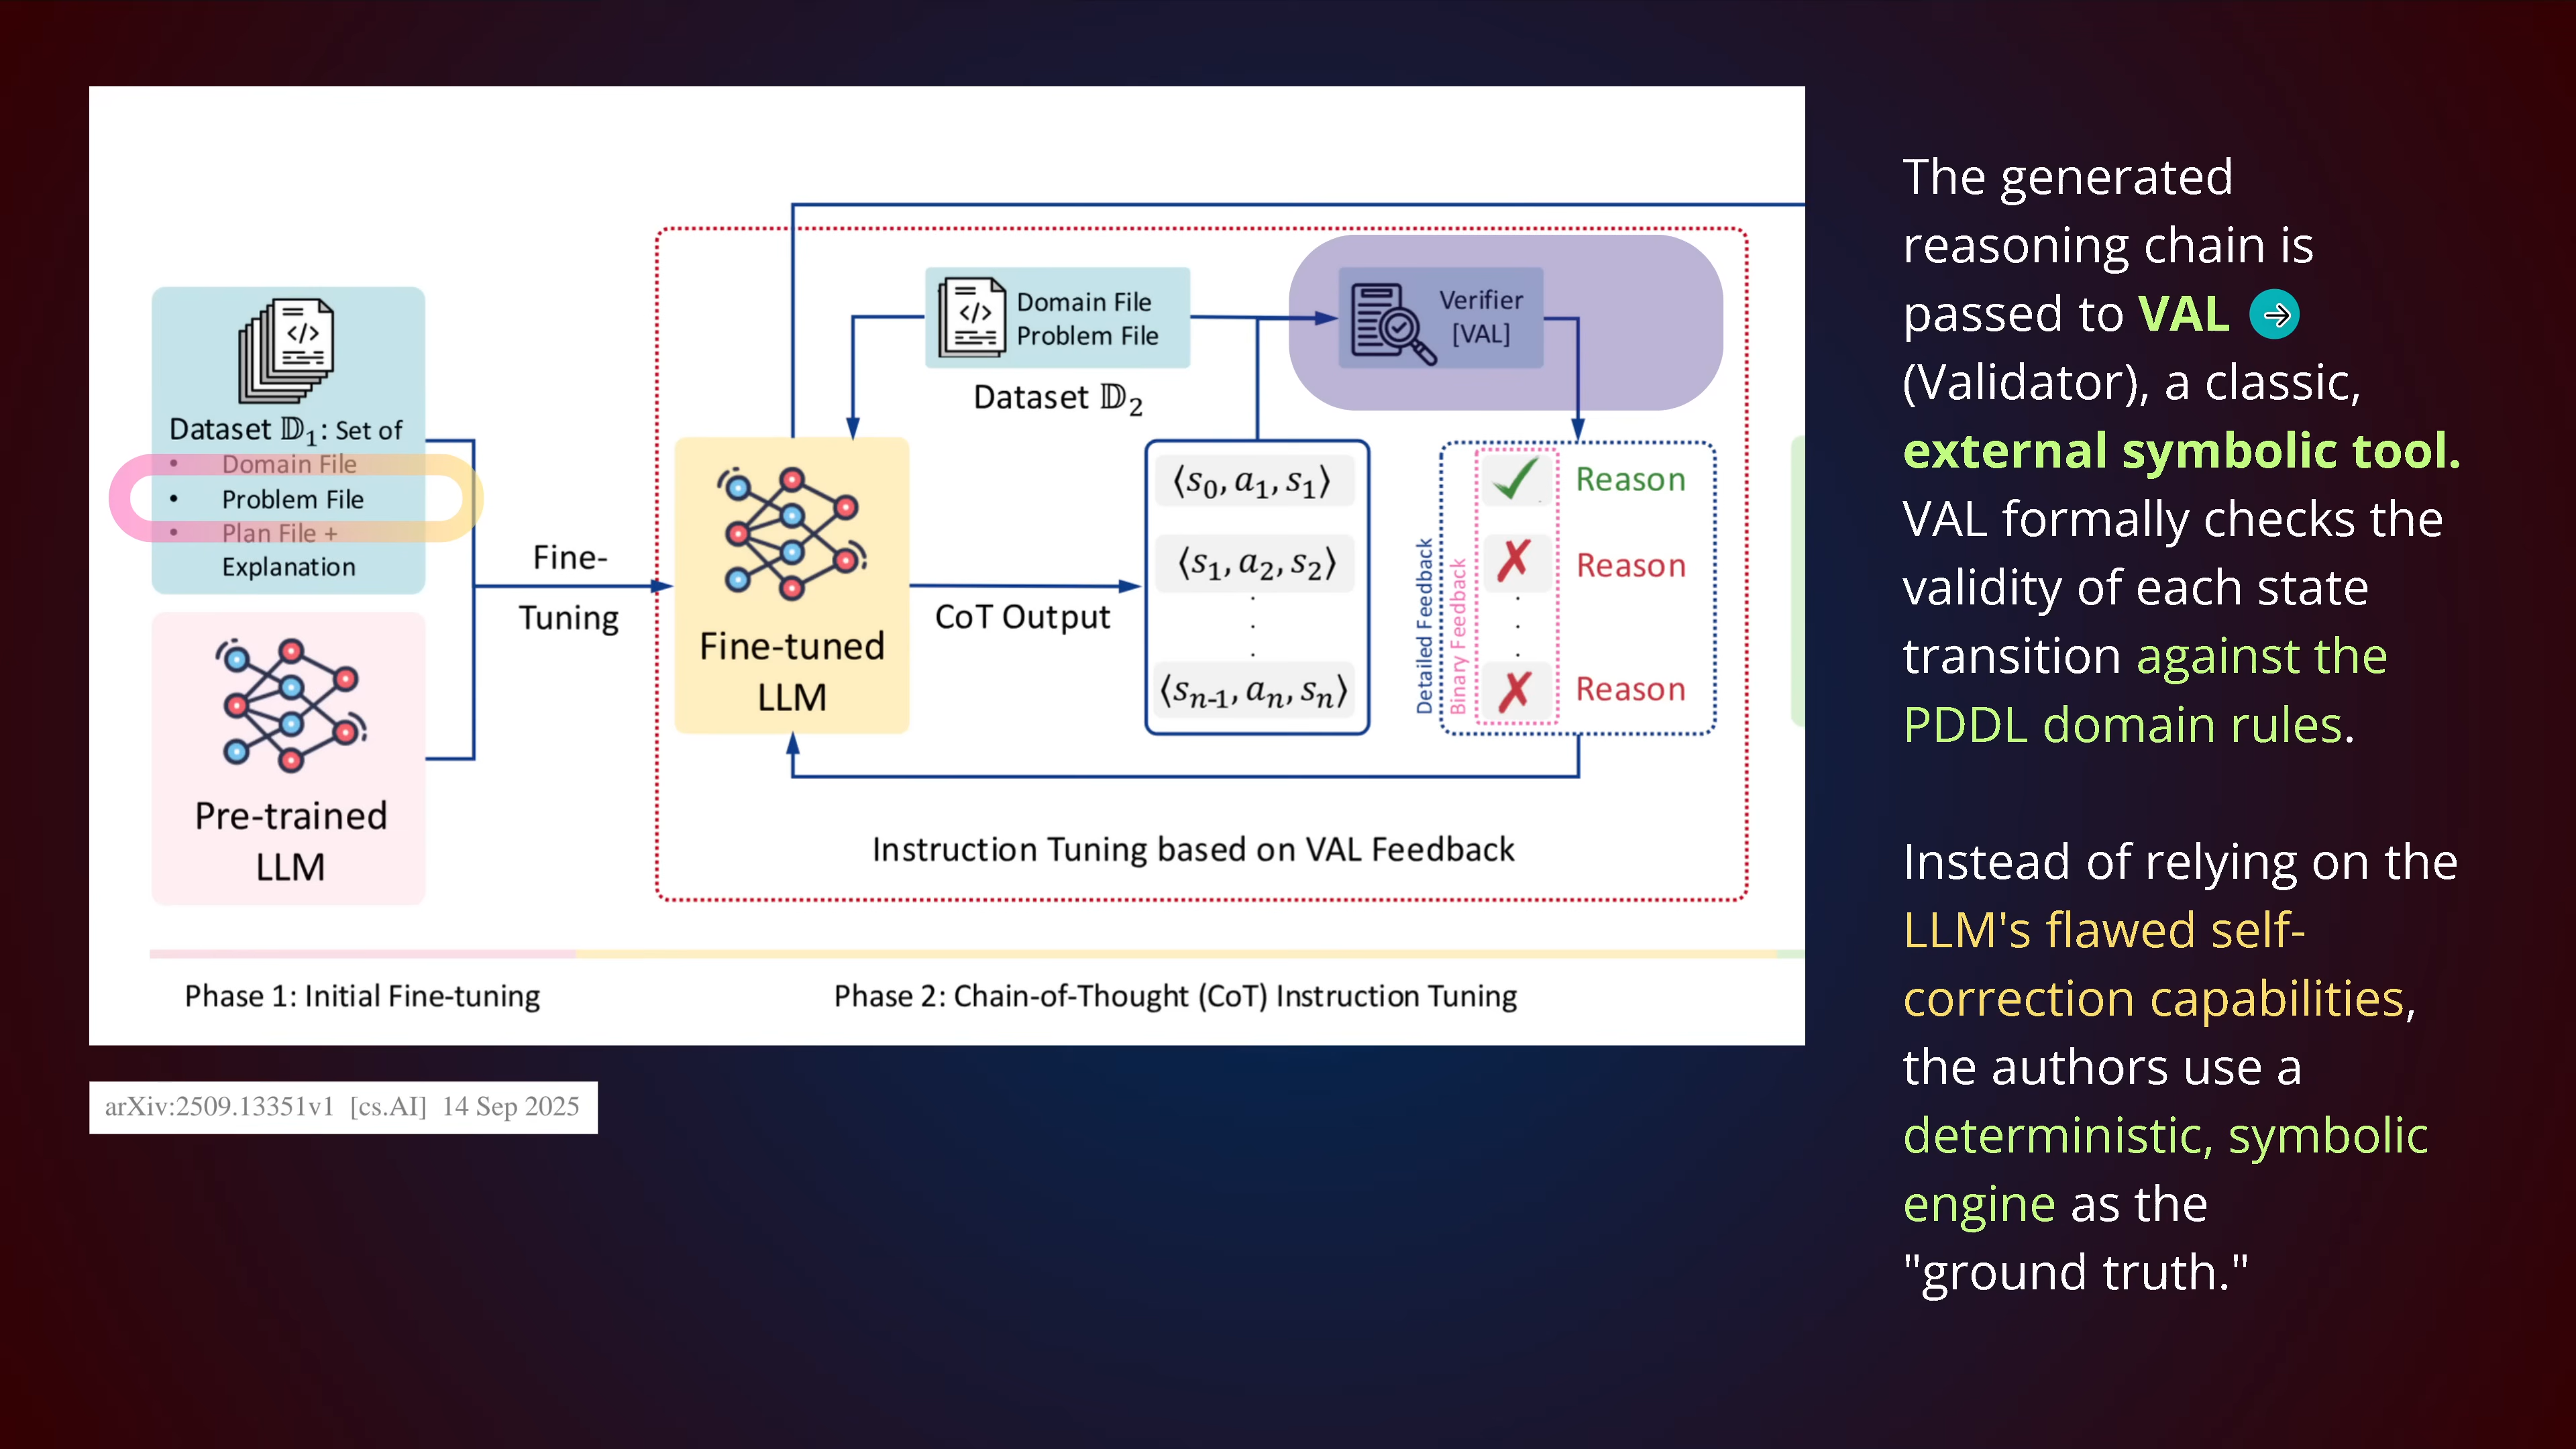 Dataset 𝔻₁: Set of
• Domain File
• Problem File
• Plan File +
Explanation
Pre-trained
LLM
Fine-
Tuning
Fine-tuned
LLM
Domain File
Problem File
Dataset 𝔻₂
CoT Output
Verifier
[VAL]
⟨s₀, a₁, s₁⟩
⟨s₁, a₂, s₂⟩
.
.
.
⟨sₙ₋₁, aₙ, sₙ⟩
Detailed Feedback
Binary Feedback
✓ Reason
✗ Reason
.
.
.
✗ Reason
Instruction Tuning based on VAL Feedback
Phase 1: Initial Fine-tuning
Phase 2: Chain-of-Thought (CoT) Instruction Tuning
arXiv:2509.13351v1 [cs.AI] 14 Sep 2025
The generated
reasoning chain is
passed to VAL →
(Validator), a classic,
external symbolic tool.
VAL formally checks the
validity of each state
transition against the
PDDL domain rules.
Instead of relying on the
LLM's flawed self-
correction capabilities,
the authors use a
deterministic, symbolic
engine as the
"ground truth."